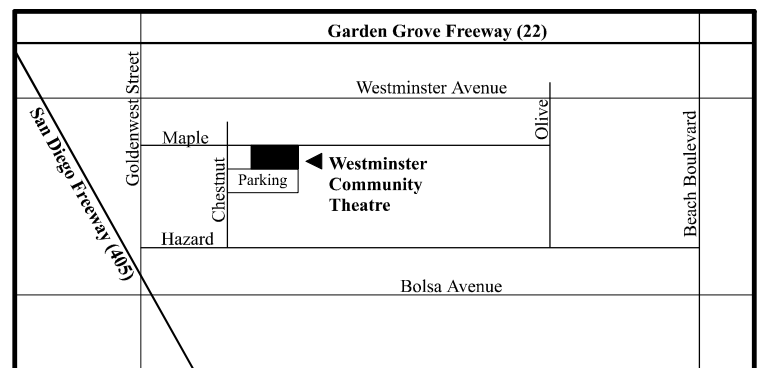 Garden Grove Freeway (22)
Westminster Avenue
Goldenwest Street
San Diego Freeway (405)
Maple
Olive
Beach Boulevard
Westminster
Community
Theatre
Parking
Chestnut
Hazard
Bolsa Avenue